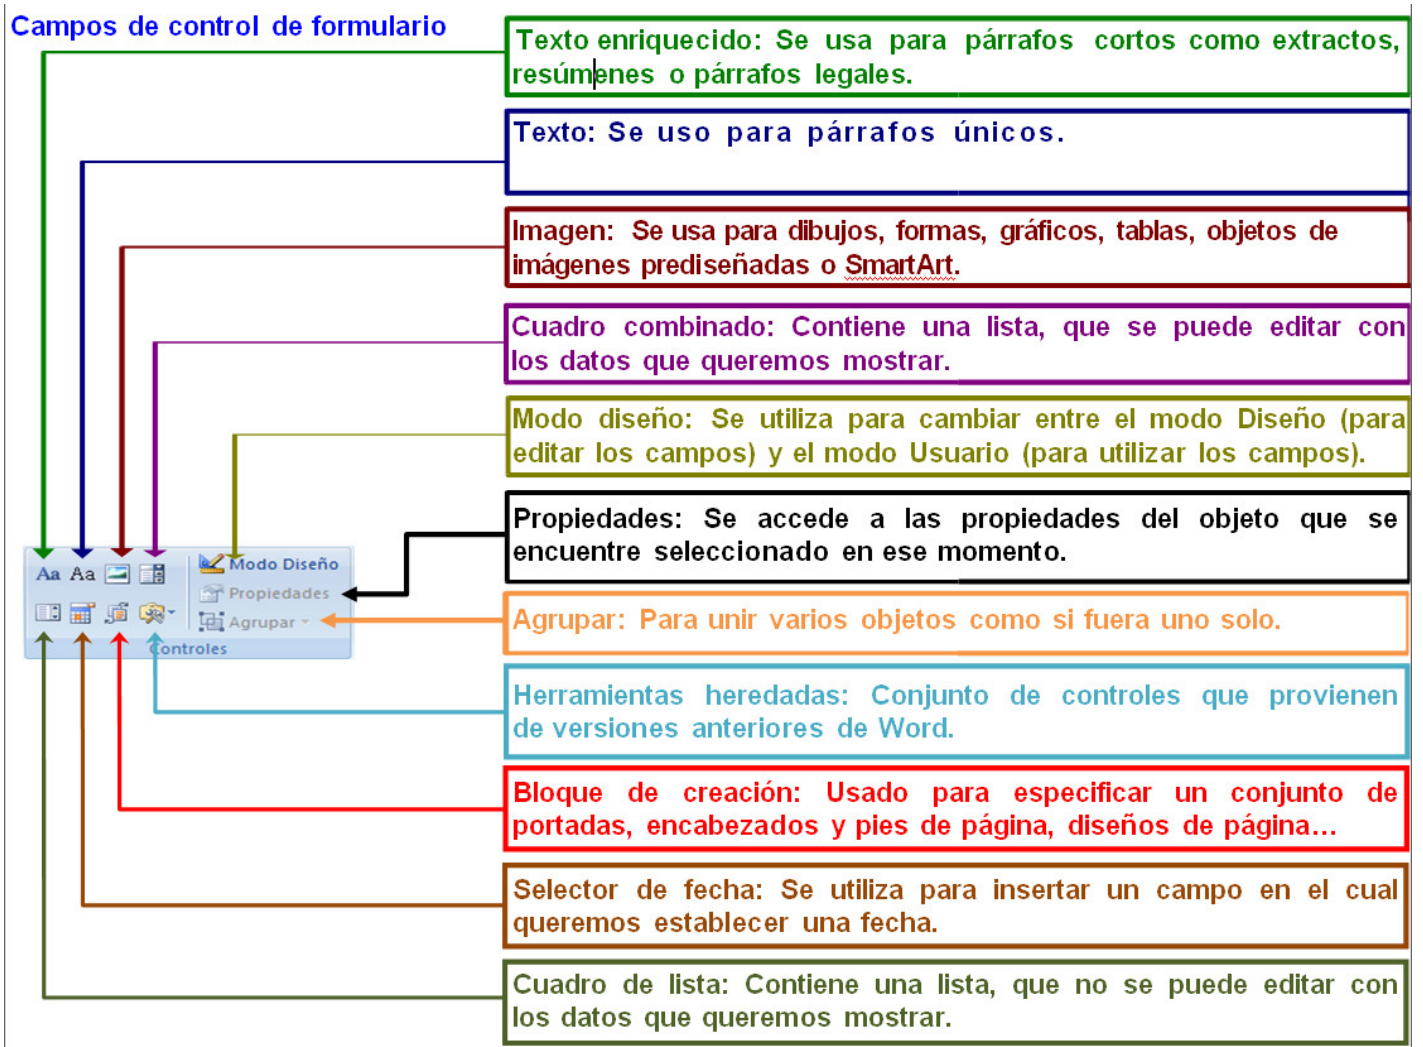 Campos de control de formulario
Texto enriquecido: Se usa para párrafos cortos como extractos,
resúmenes o párrafos legales.
Texto: Se uso para párrafos únicos.
Imagen: Se usa para dibujos, formas, gráficos, tablas, objetos de
imágenes prediseñadas o SmartArt.
Cuadro combinado: Contiene una lista, que se puede editar con
los datos que queremos mostrar.
Modo diseño: Se utiliza para cambiar entre el modo Diseño (para
editar los campos) y el modo Usuario (para utilizar los campos).
Propiedades: Se accede a las propiedades del objeto que se
encuentre seleccionado en ese momento.
Aa Aa Modo Diseño
Propiedades
Agrupar
Controles
Agrupar: Para unir varios objetos como si fuera uno solo.
Herramientas heredadas: Conjunto de controles que provienen
de versiones anteriores de Word.
Bloque de creación: Usado para especificar un conjunto de
portadas, encabezados y pies de página, diseños de página...
Selector de fecha: Se utiliza para insertar un campo en el cual
queremos establecer una fecha.
Cuadro de lista: Contiene una lista, que no se puede editar con
los datos que queremos mostrar.